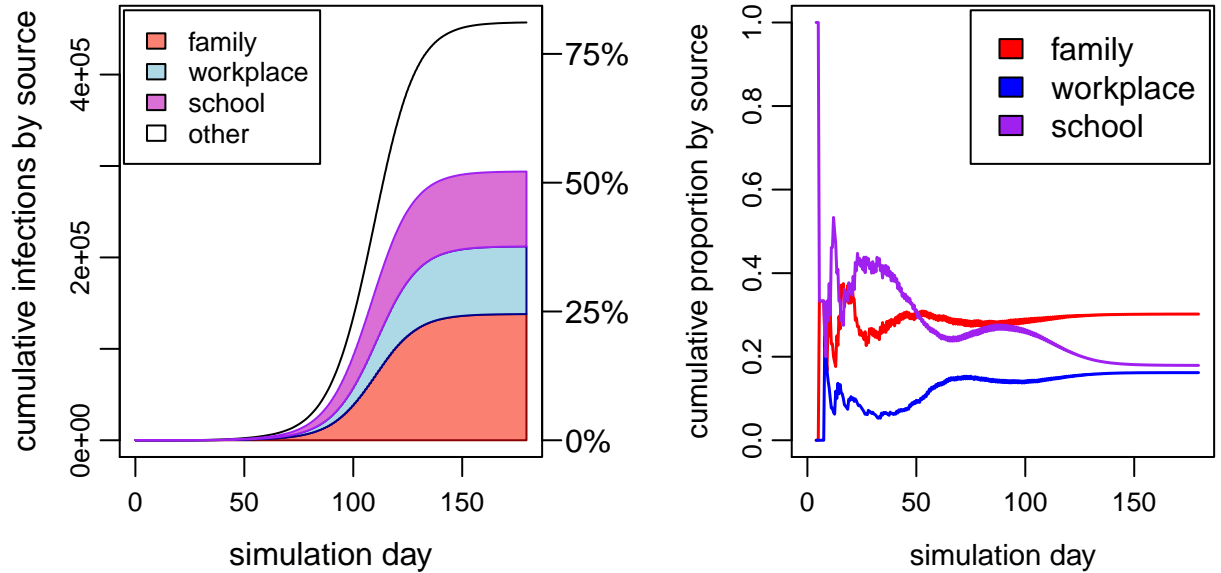 cumulative infections by source
0e+00
2e+05
4e+05
family
workplace
school
other
75%
50%
25%
0%
0
50
100
150
simulation day
cumulative proportion by source
0.0
0.2
0.4
0.6
0.8
1.0
family
workplace
school
0
50
100
150
simulation day